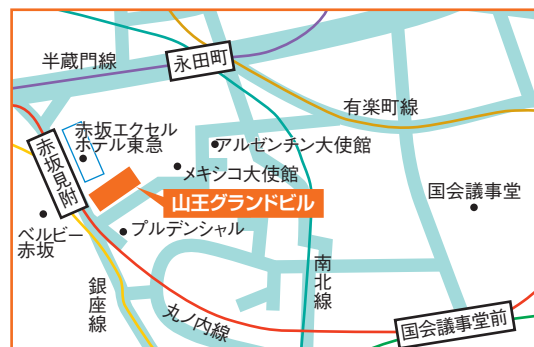 半蔵門線
永田町
有楽町線
赤坂エクセル
ホテル東急
アルゼンチン大使館
メキシコ大使館
赤坂見附
山王グランドビル
国会議事堂
ベルビー
赤坂
プルデンシャル
銀座線
丸ノ内線
南北線
国会議事堂前